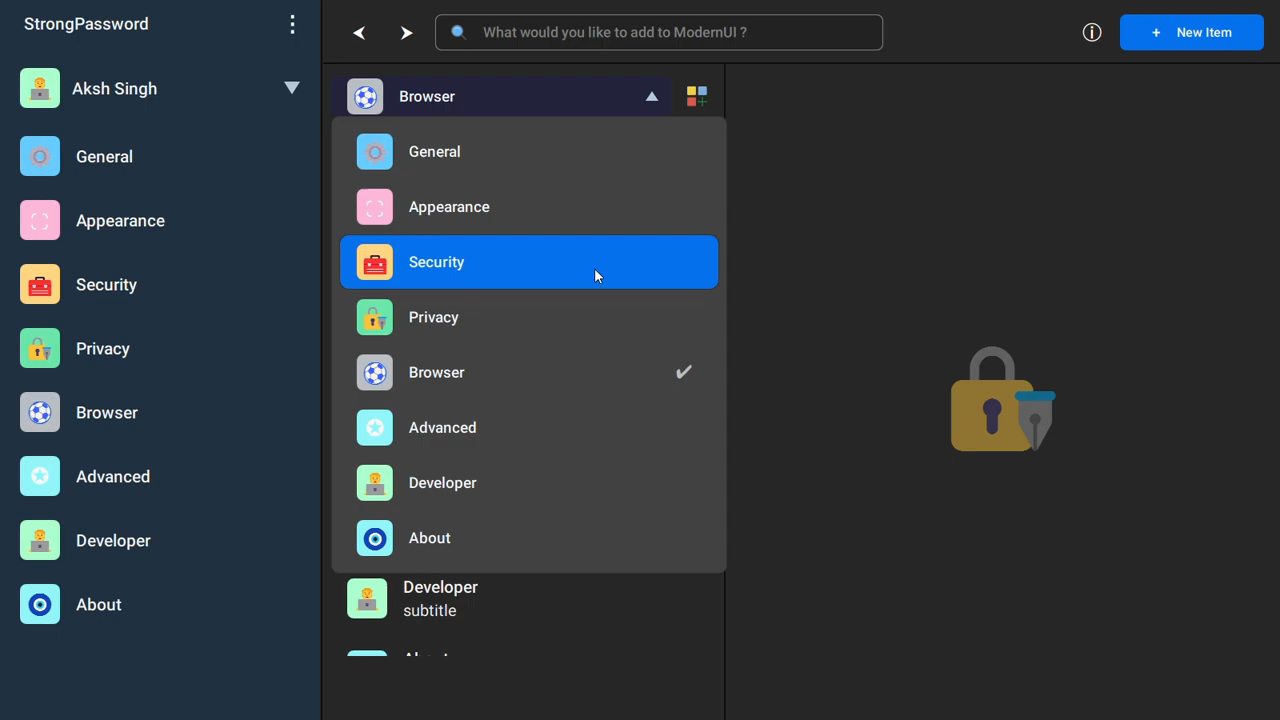 StrongPassword
Aksh Singh
General
Appearance
Security
Privacy
Browser
Advanced
Developer
About
What would you like to add to ModernUI ?
+ New Item
Browser
General
Appearance
Security
Privacy
Browser
Advanced
Developer
About
Developer
subtitle